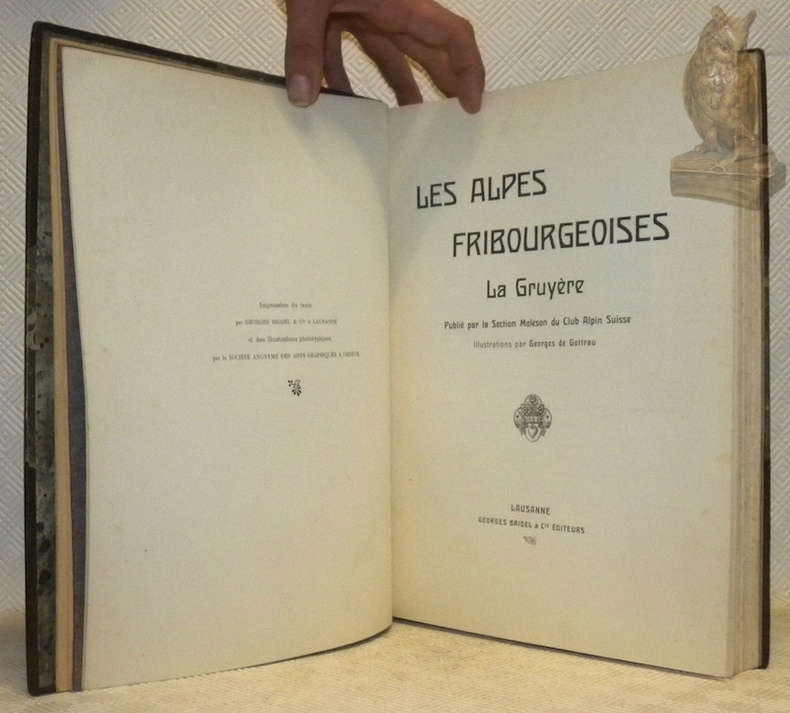 Impression du texte
par GEORGES BRIDEL & Cie A LAUSANNE
et des illustrations phototypiques
par la SOCIÉTÉ ANONYME DES ARTS GRAPHIQUES A GENÈVE
LES ALPES
FRIBOURGEOISES
La Gruyère
Publié par la Section Moléson du Club Alpin Suisse
Illustrations par Georges de Gottrau
LAUSANNE
GEORGES BRIDEL & Cie ÉDITEURS